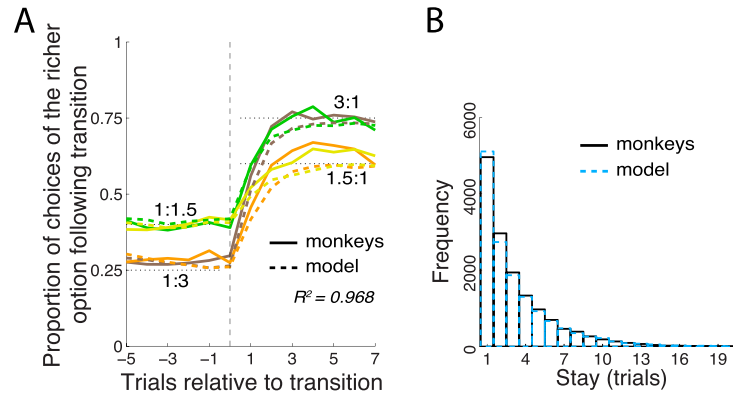 A
Proportion of choices of the richer
option following transition
1
0.75
0.5
0.25
0
3:1
1.5:1
1:1.5
1:3
monkeys
model
R² = 0.968
−5 −3 −1 1 3 5 7
Trials relative to transition
B
Frequency
6000
4000
2000
0
monkeys
model
1 4 7 10 13 16 19
Stay (trials)